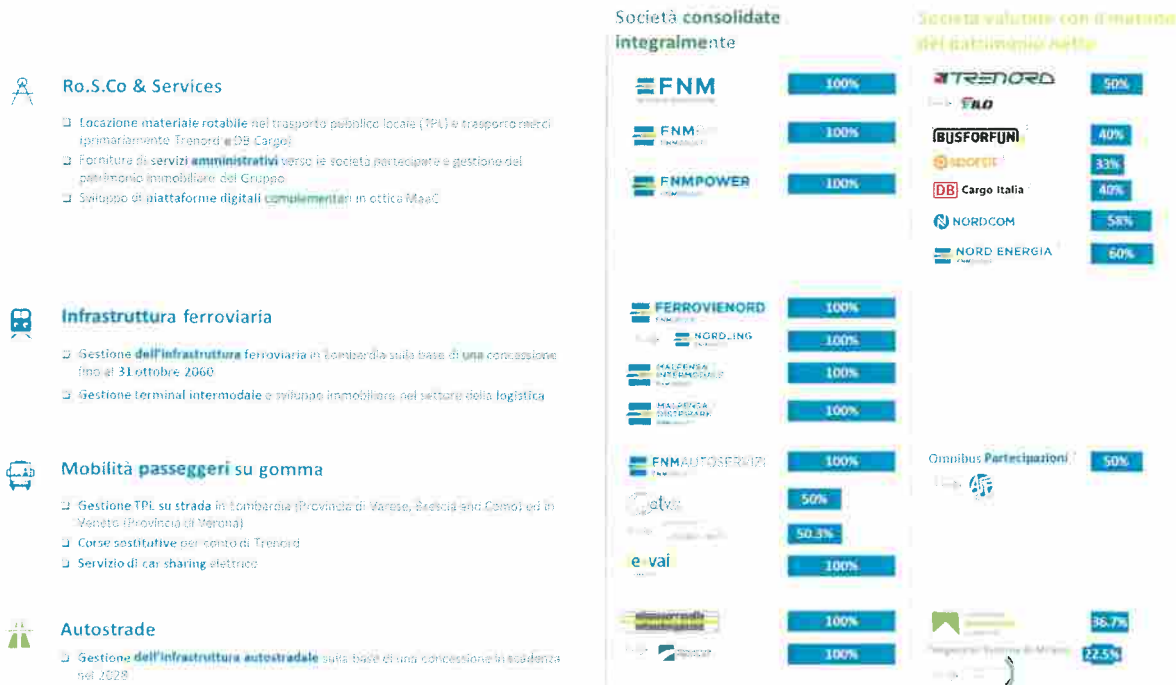 Società consolidate
integralmente
Società valutate con il metodo
del patrimonio netto
Ro.S.Co & Services
Locazione materiale rotabile nel trasporto pubblico locale (TPL) e trasporto merci
(primariamente Trenord e DB Cargo)
Fornitura di servizi amministrativi verso le società partecipate e gestione del
patrimonio immobiliare del Gruppo
Sviluppo di piattaforme digitali complementari in ottica MaaC
FNM 100%
FNM 100%
FNMPOWER 100%
TRENORD 50%
FILO
BUSFORFUN 40%
33%
DB Cargo Italia 40%
NORDCOM 58%
NORD ENERGIA 60%
Infrastruttura ferroviaria
Gestione dell'infrastruttura ferroviaria in Lombardia sulla base di una concessione
fino al 31 ottobre 2060
Gestione terminal intermodale e sviluppo immobiliare nel settore della logistica
FERROVIENORD 100%
NORD_ING 100%
MALPENSA
INTERMODALE 100%
MALPENSA
DISTRIPARK 100%
Mobilità passeggeri su gomma
Gestione TPL su strada in Lombardia (Provincia di Varese, Brescia and Como) ed in
Veneto (Provincia di Verona)
Corse sostitutive per conto di Trenord
Servizio di car sharing elettrico
FNMAUTOSERVIZI 100%
atv 50%
50.3%
e-vai 100%
Omnibus Partecipazioni 50%
Autostrade
Gestione dell'infrastruttura autostradale sulla base di una concessione in scadenza
nel 2028
100%
100%
36.7%
Tangenziali Esterne di Milano 22.5%